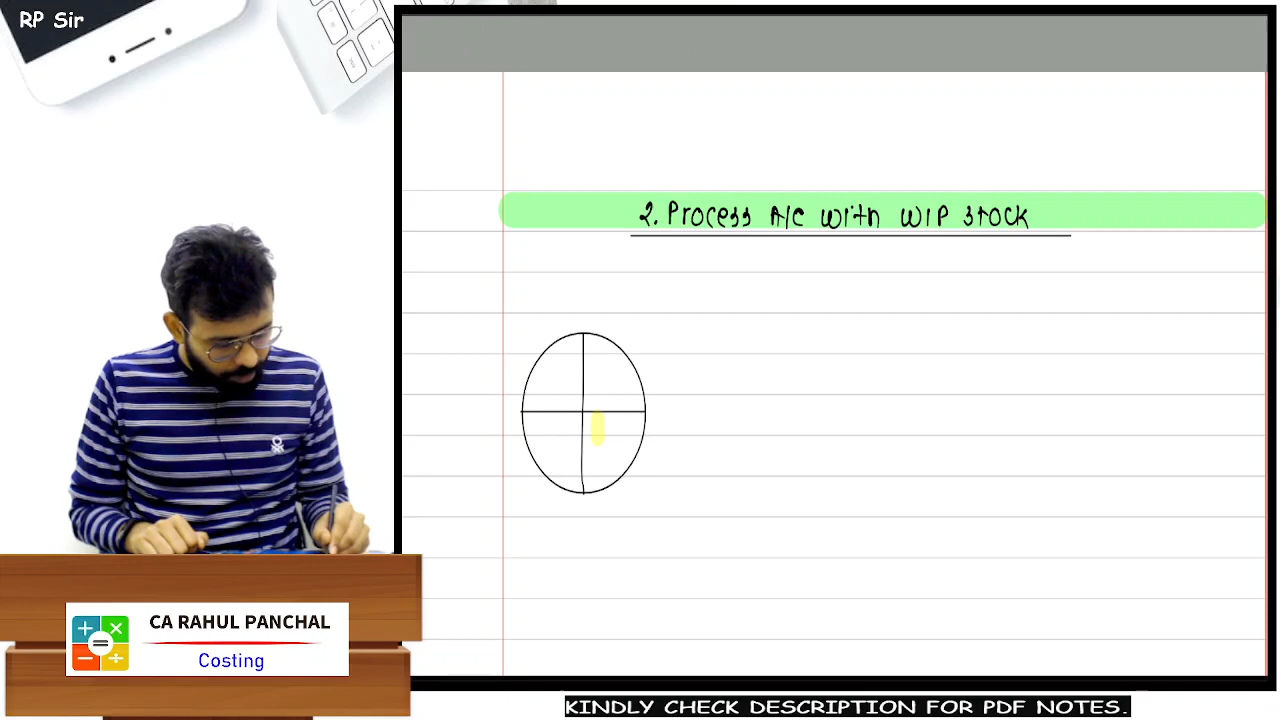 RP Sir
2. Process A/C with WIP Stock
CA RAHUL PANCHAL
Costing
KINDLY CHECK DESCRIPTION FOR PDF NOTES.